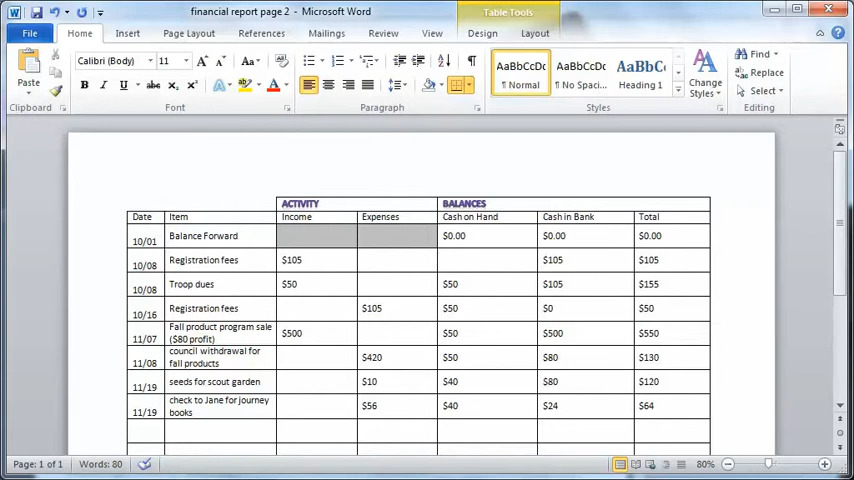 financial report page 2 - Microsoft Word
Table Tools
File Home Insert Page Layout References Mailings Review View Design Layout
Calibri (Body) 11 Aa
AaBbCcDc AaBbCcDc AaBbCc
Paste
B I U abc x₂ x² A ab A
¶ Normal ¶ No Spaci... Heading 1
Change Styles
Find
Replace
Select
Clipboard Font Paragraph Styles Editing
ACTIVITY BALANCES
Date Item Income Expenses Cash on Hand Cash in Bank Total
10/01 Balance Forward $0.00 $0.00 $0.00
10/08 Registration fees $105 $105 $105
10/08 Troop dues $50 $50 $105 $155
10/16 Registration fees $105 $50 $0 $50
11/07 Fall product program sale ($80 profit) $500 $50 $500 $550
11/08 council withdrawal for fall products $420 $50 $80 $130
11/19 seeds for scout garden $10 $40 $80 $120
11/19 check to Jane for journey books $56 $40 $24 $64
Page: 1 of 1 Words: 80 80%